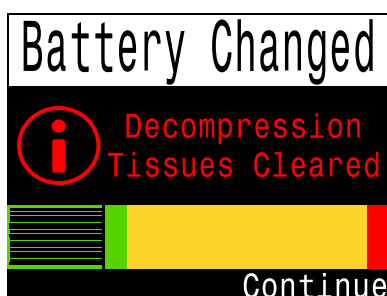 Battery Changed
Decompression
Tissues Cleared
Continue